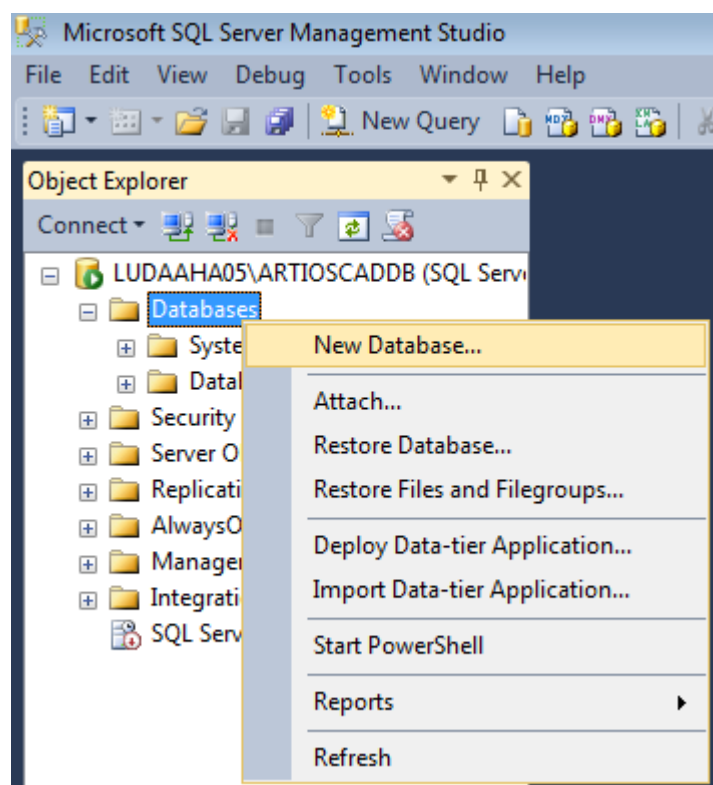 Microsoft SQL Server Management Studio
File Edit View Debug Tools Window Help
New Query
Object Explorer
Connect
LUDAAHA05\ARTIOSCADDB (SQL Serv
Databases
Syste
Datal
Security
Server O
Replicati
AlwaysO
Manage
Integrati
SQL Serv
New Database...
Attach...
Restore Database...
Restore Files and Filegroups...
Deploy Data-tier Application...
Import Data-tier Application...
Start PowerShell
Reports
Refresh